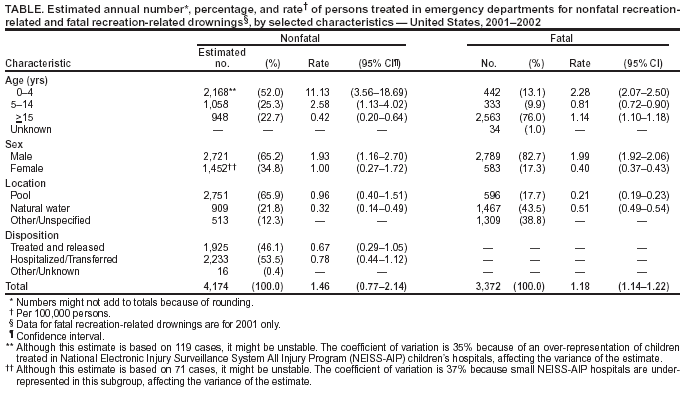 TABLE. Estimated annual number*, percentage, and rate† of persons treated in emergency departments for nonfatal recreation-
related and fatal recreation-related drownings§, by selected characteristics — United States, 2001–2002
Nonfatal Fatal
Estimated
Characteristic no. (%) Rate (95% CI¶) No. (%) Rate (95% CI)
Age (yrs)
0–4 2,168** (52.0) 11.13 (3.56–18.69) 442 (13.1) 2.28 (2.07–2.50)
5–14 1,058 (25.3) 2.58 (1.13–4.02) 333 (9.9) 0.81 (0.72–0.90)
≥15 948 (22.7) 0.42 (0.20–0.64) 2,563 (76.0) 1.14 (1.10–1.18)
Unknown — — — — 34 (1.0) — —
Sex
Male 2,721 (65.2) 1.93 (1.16–2.70) 2,789 (82.7) 1.99 (1.92–2.06)
Female 1,452†† (34.8) 1.00 (0.27–1.72) 583 (17.3) 0.40 (0.37–0.43)
Location
Pool 2,751 (65.9) 0.96 (0.40–1.51) 596 (17.7) 0.21 (0.19–0.23)
Natural water 909 (21.8) 0.32 (0.14–0.49) 1,467 (43.5) 0.51 (0.49–0.54)
Other/Unspecified 513 (12.3) — — 1,309 (38.8) — —
Disposition
Treated and released 1,925 (46.1) 0.67 (0.29–1.05) — — — —
Hospitalized/Transferred 2,233 (53.5) 0.78 (0.44–1.12) — — — —
Other/Unknown 16 (0.4) — — — — — —
Total 4,174 (100.0) 1.46 (0.77–2.14) 3,372 (100.0) 1.18 (1.14–1.22)
* Numbers might not add to totals because of rounding.
† Per 100,000 persons.
§ Data for fatal recreation-related drownings are for 2001 only.
¶ Confidence interval.
** Although this estimate is based on 119 cases, it might be unstable. The coefficient of variation is 35% because of an over-representation of children
treated in National Electronic Injury Surveillance System All Injury Program (NEISS-AIP) children's hospitals, affecting the variance of the estimate.
†† Although this estimate is based on 71 cases, it might be unstable. The coefficient of variation is 37% because small NEISS-AIP hospitals are under-
represented in this subgroup, affecting the variance of the estimate.